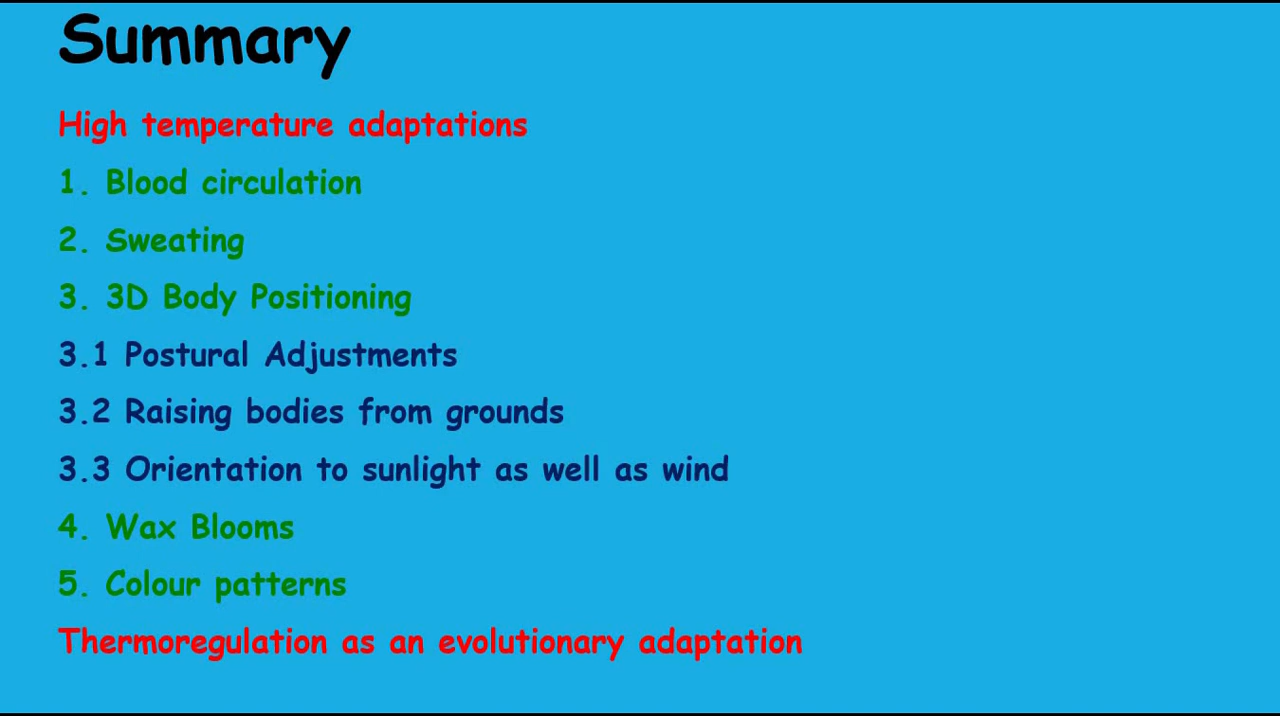 Summary
High temperature adaptations
1. Blood circulation
2. Sweating
3. 3D Body Positioning
3.1 Postural Adjustments
3.2 Raising bodies from grounds
3.3 Orientation to sunlight as well as wind
4. Wax Blooms
5. Colour patterns
Thermoregulation as an evolutionary adaptation